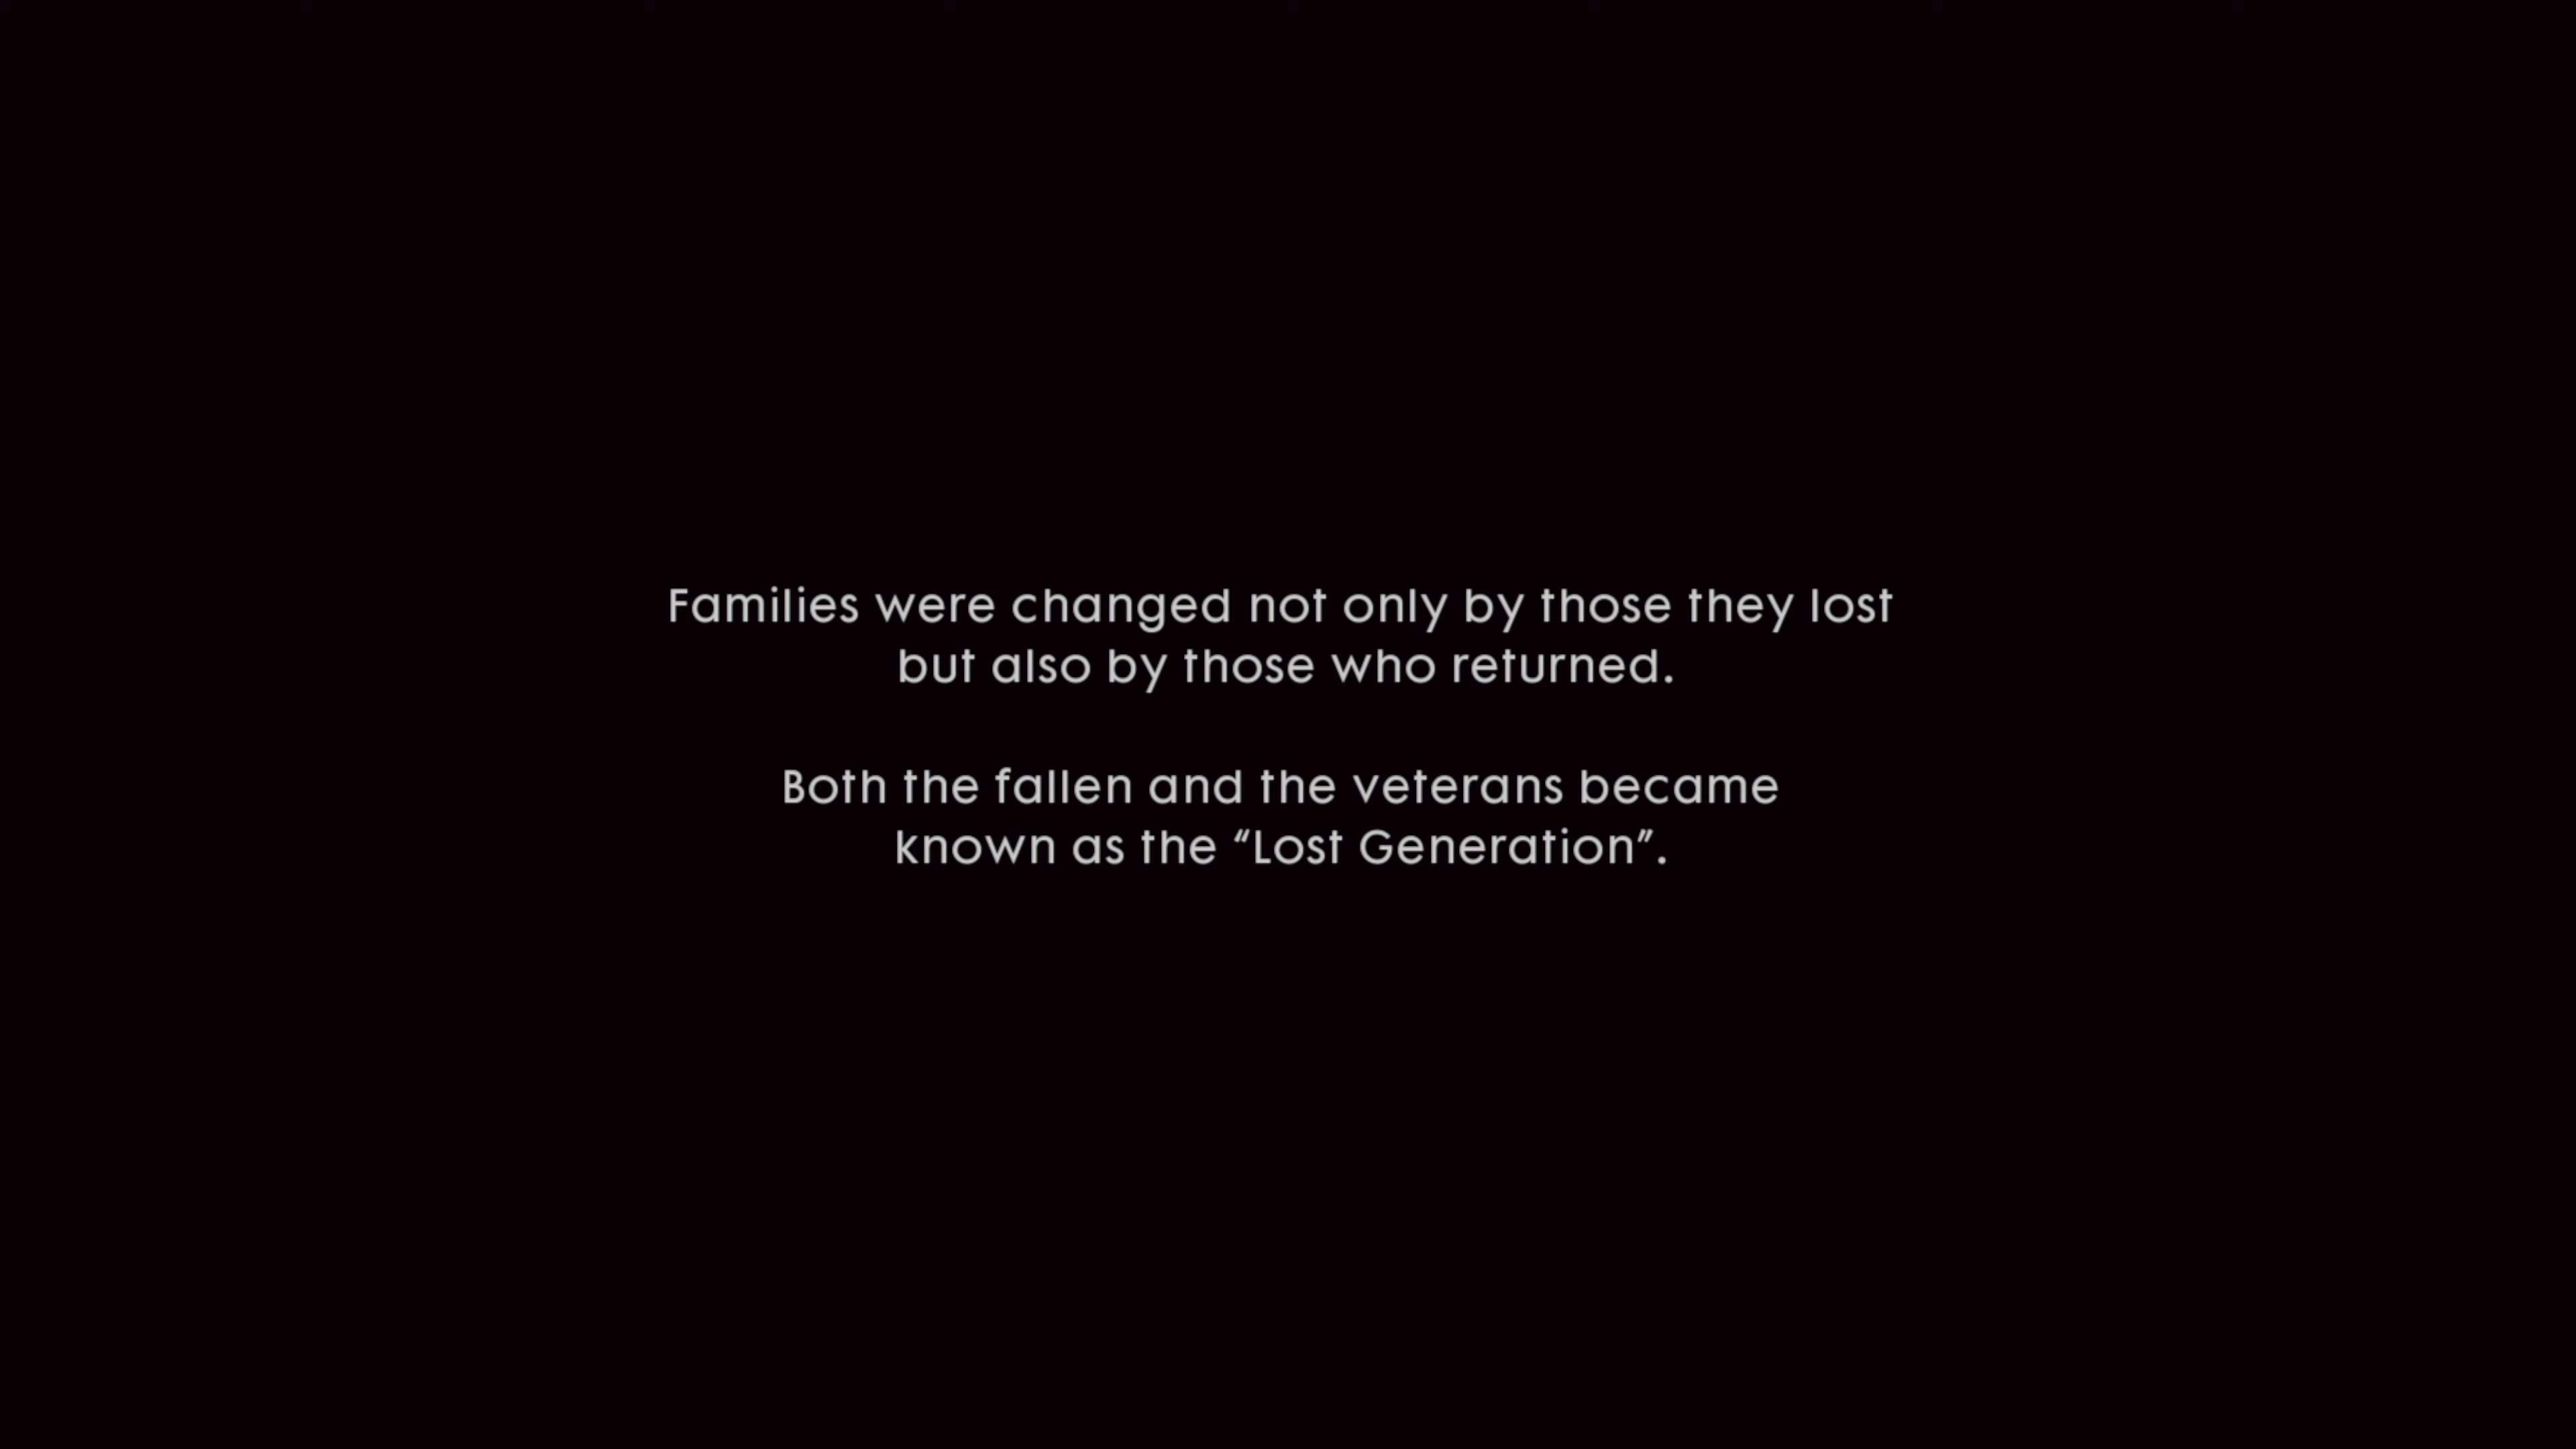 Families were changed not only by those they lost
but also by those who returned.
Both the fallen and the veterans became
known as the “Lost Generation”.